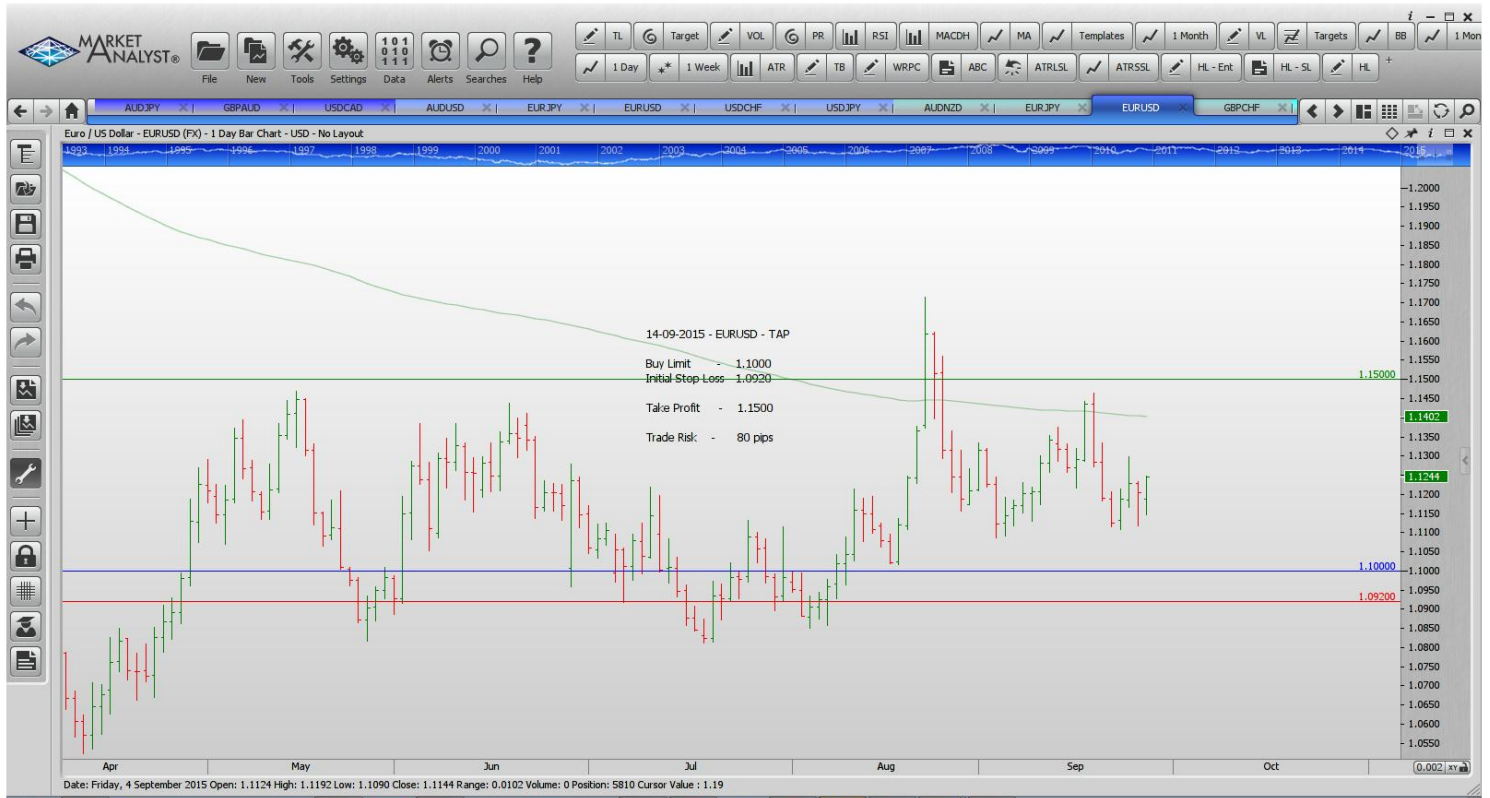 MARKET
ANALYST®
File New Tools Settings Data Alerts Searches Help
TL Target VOL PR RSI MACDH MA Templates 1 Month VL Targets BB 1 Mon
1 Day 1 Week ATR TB WRPC ABC ATRLSL ATRSSL HL - Ent HL - SL HL +
AUDJPY GBPAUD USDCAD AUDUSD EURJPY EURUSD USDCHF USDJPY AUDNZD EURJPY EURUSD GBPCHF
Euro / US Dollar - EURUSD (FX) - 1 Day Bar Chart - USD - No Layout
1993 1994 1995 1996 1997 1998 1999 2000 2001 2002 2003 2004 2005 2006 2007 2008 2009 2010 2011 2012 2013 2014 2015
1.2000
1.1950
1.1900
1.1850
1.1800
1.1750
1.1700
1.1650
14-09-2015 - EURUSD - TAP
1.1600
1.1550
Buy Limit - 1.1000
Initial Stop Loss 1.0920
1.15000
1.1500
1.1450
Take Profit - 1.1500
1.1402
1.1350
Trade Risk - 80 pips
1.1300
1.1244
1.1200
1.1150
1.1100
1.1050
1.10000
1.1000
1.0950
1.09200
1.0900
1.0850
1.0800
1.0750
1.0700
1.0650
1.0600
1.0550
Apr May Jun Jul Aug Sep Oct
0.002 XY
Date: Friday, 4 September 2015 Open: 1.1124 High: 1.1192 Low: 1.1090 Close: 1.1144 Range: 0.0102 Volume: 0 Position: 5810 Cursor Value : 1.19